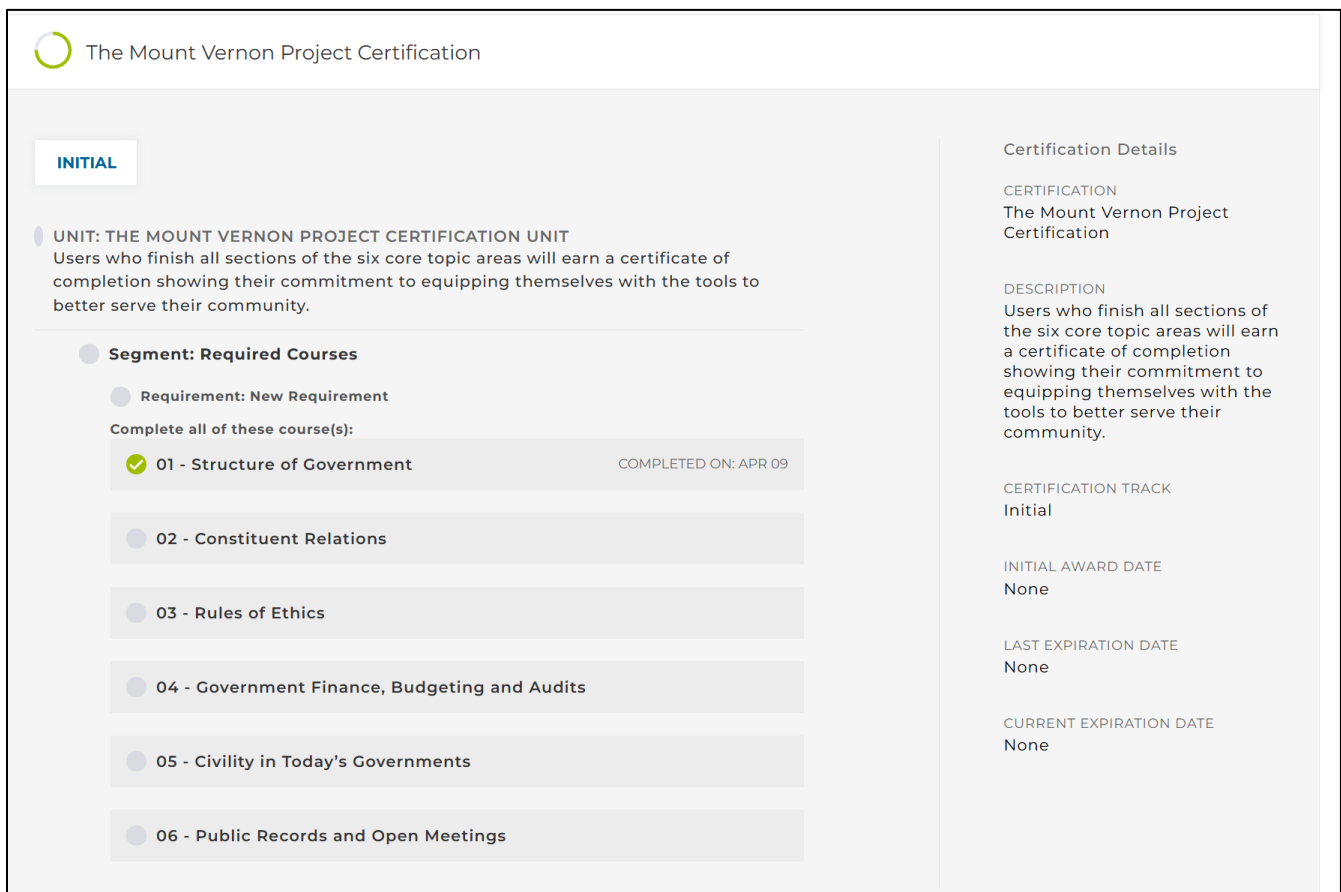 The Mount Vernon Project Certification
INITIAL
UNIT: THE MOUNT VERNON PROJECT CERTIFICATION UNIT
Users who finish all sections of the six core topic areas will earn a certificate of
completion showing their commitment to equipping themselves with the tools to
better serve their community.
Segment: Required Courses
Requirement: New Requirement
Complete all of these course(s):
01 - Structure of Government COMPLETED ON: APR 09
02 - Constituent Relations
03 - Rules of Ethics
04 - Government Finance, Budgeting and Audits
05 - Civility in Today's Governments
06 - Public Records and Open Meetings
Certification Details
CERTIFICATION
The Mount Vernon Project
Certification
DESCRIPTION
Users who finish all sections of
the six core topic areas will earn
a certificate of completion
showing their commitment to
equipping themselves with the
tools to better serve their
community.
CERTIFICATION TRACK
Initial
INITIAL AWARD DATE
None
LAST EXPIRATION DATE
None
CURRENT EXPIRATION DATE
None